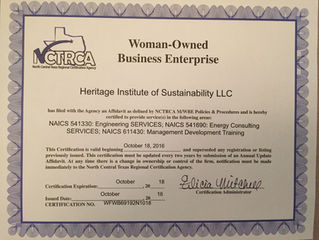 NCTRCA
North Central Texas Regional Certification Agency
Woman-Owned
Business Enterprise
Heritage Institute of Sustainability LLC
has filed with the Agency an Affidavit as defined by NCTRCA M/WBE Policies & Procedures and is hereby
certified to provide service(s) in the following areas:
NAICS 541330: Engineering SERVICES; NAICS 541690: Energy Consulting
SERVICES; NAICS 611430: Management Development Training
This Certification is valid beginning October 18, 2016 and superseded any registration or listing
previously issued. This certification must be updated every two years by submission of an Annual Update
Affidavit. At any time there is a change in ownership or control of the firm, notification must be made
immediately to the North Central Texas Regional Certification Agency.
Certification Expiration: October 18 , 20 18
Issued Date: October 18 , 20
CERTIFICATION NO. WFWB69192N1018
Certification Administrator